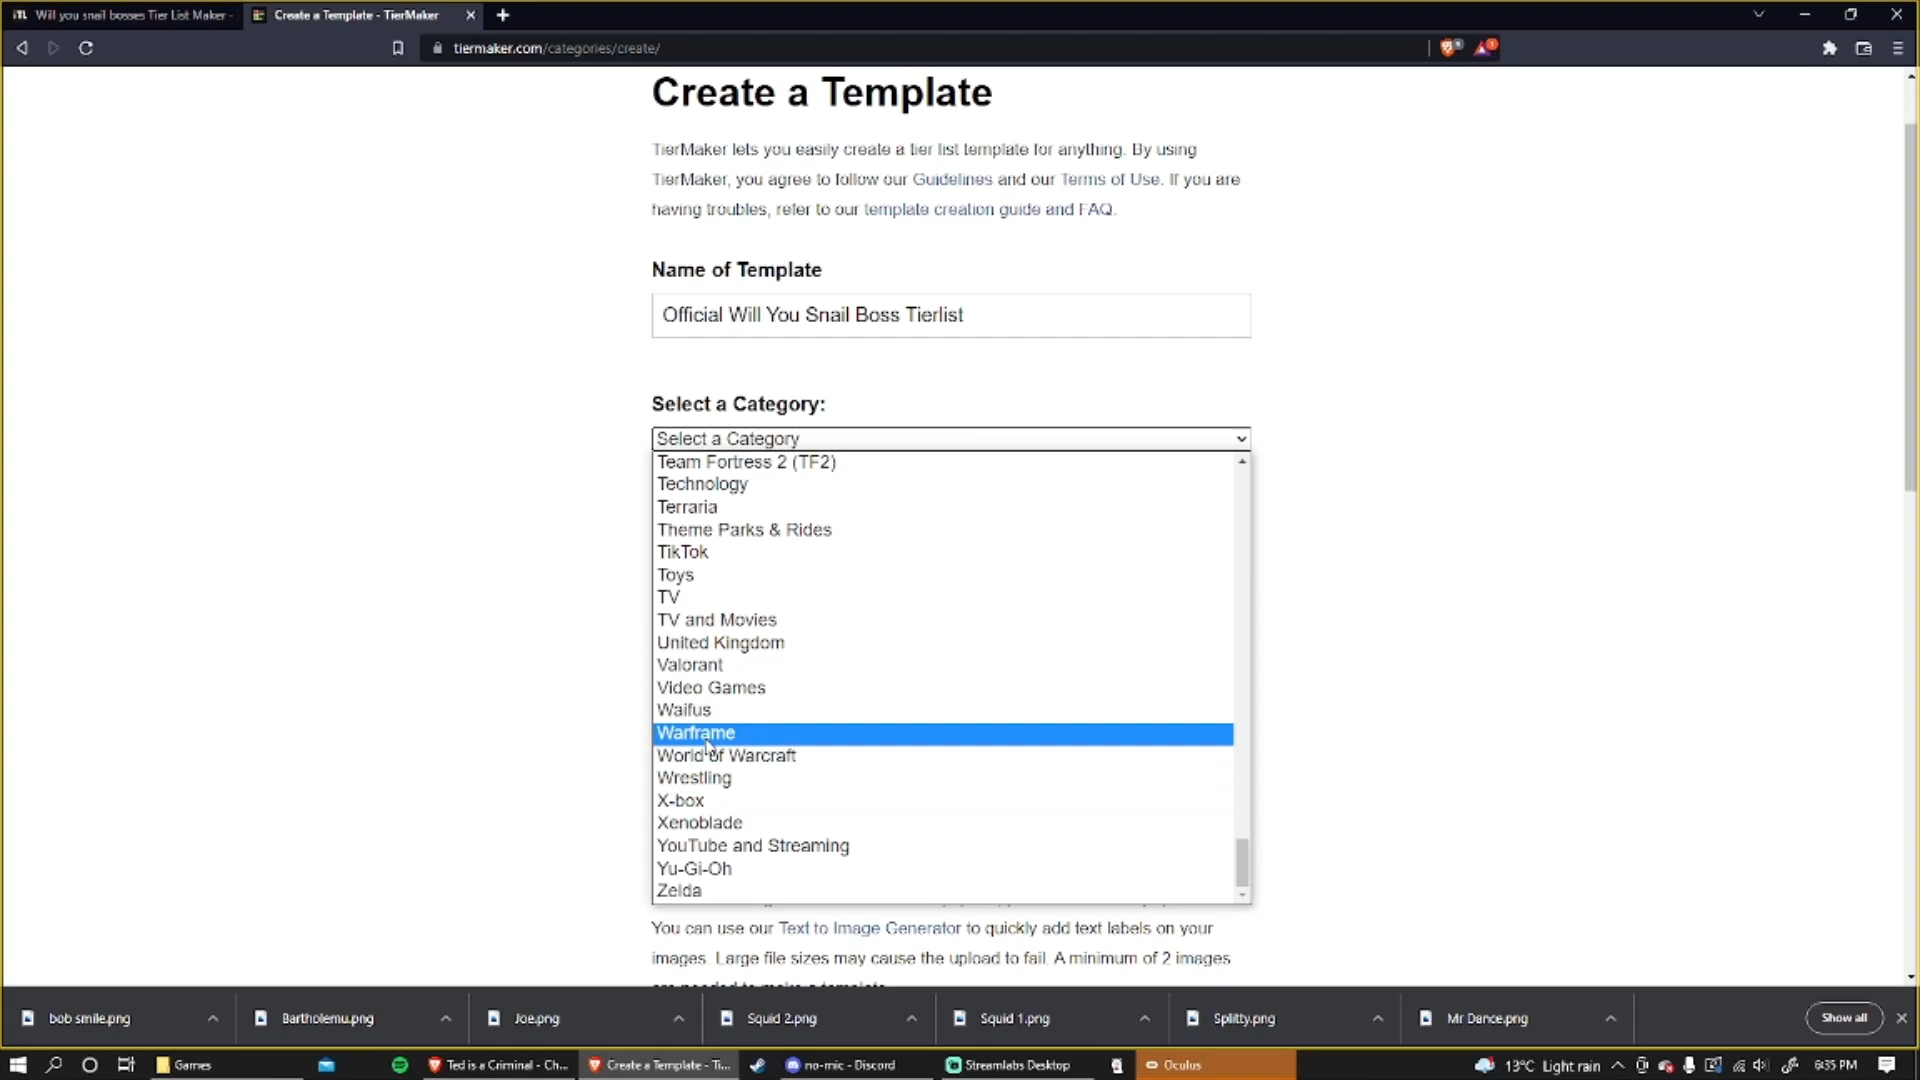 Will you snail bosses Tier List Maker -
Create a Template - TierMaker
tiermaker.com/categories/create/
Create a Template
TierMaker lets you easily create a tier list template for anything. By using
TierMaker, you agree to follow our Guidelines and our Terms of Use. If you are
having troubles, refer to our template creation guide and FAQ.
Name of Template
Official Will You Snail Boss Tierlist
Select a Category:
Select a Category
Team Fortress 2 (TF2)
Technology
Terraria
Theme Parks & Rides
TikTok
Toys
TV
TV and Movies
United Kingdom
Valorant
Video Games
Waifus
Warframe
World of Warcraft
Wrestling
X-box
Xenoblade
YouTube and Streaming
Yu-Gi-Oh
Zelda
You can use our Text to Image Generator to quickly add text labels on your
images. Large file sizes may cause the upload to fail. A minimum of 2 images
are needed to make a template
bob smile.png
Bartholemu.png
Joe.png
Squid 2.png
Squid 1.png
Splitty.png
Mr Dance.png
Show all
Games
Ted is a Criminal - Ch...
Create a Template - Ti...
no-mic - Discord
Streamlabs Desktop
Oculus
13°C Light rain
6:35 PM